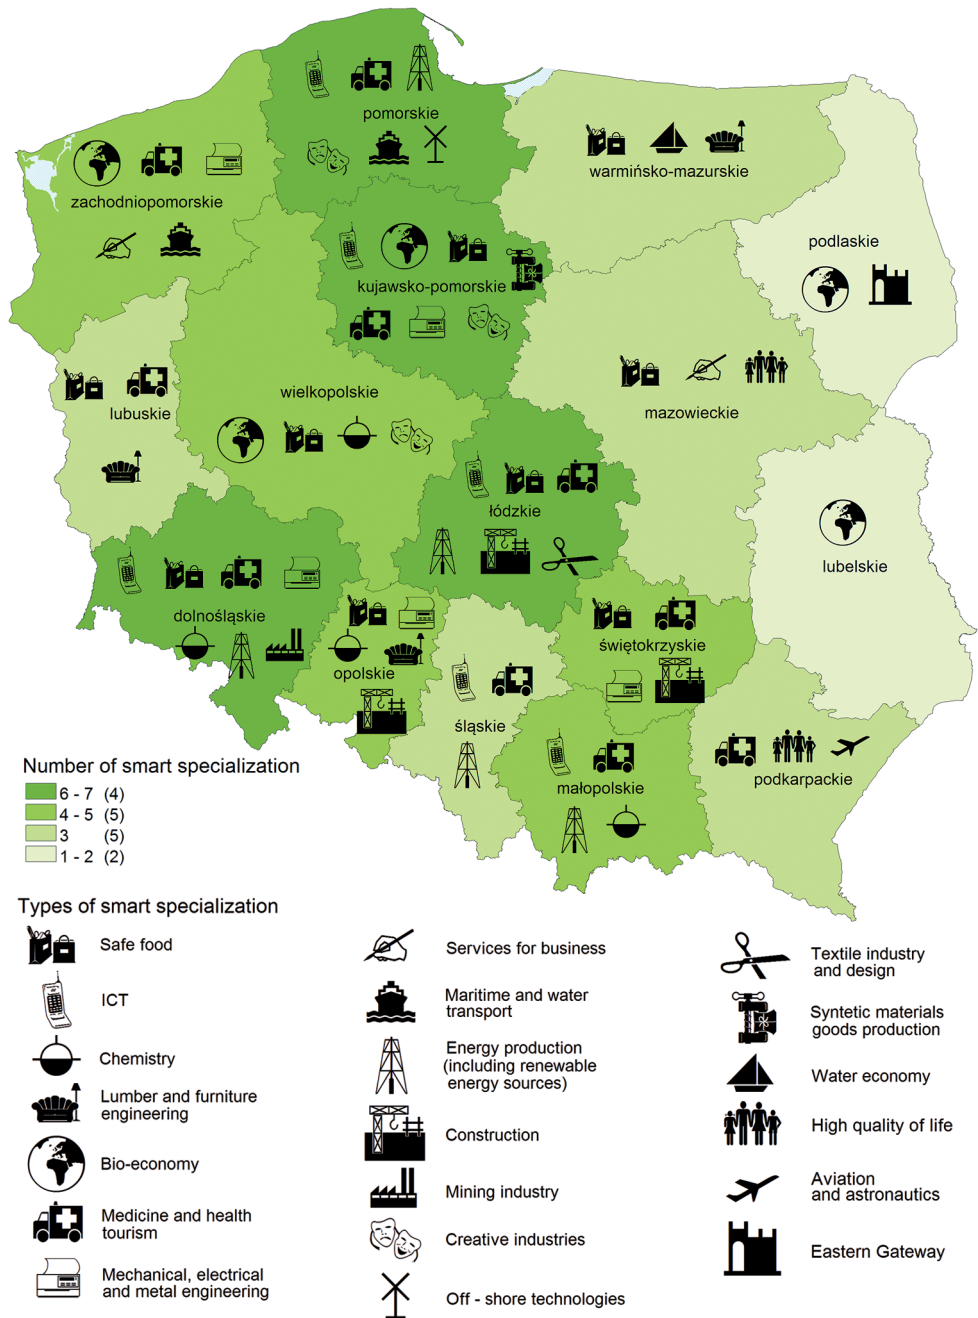 pomorskie
warmińsko-mazurskie
zachodniopomorskie
podlaskie
kujawsko-pomorskie
wielkopolskie
lubuskie
mazowieckie
łódzkie
lubelskie
dolnośląskie
świętokrzyskie
opolskie
śląskie
podkarpackie
małopolskie
Number of smart specialization
6 - 7 (4)
4 - 5 (5)
3 (5)
1 - 2 (2)
Types of smart specialization
Safe food
ICT
Chemistry
Lumber and furniture
engineering
Bio-economy
Medicine and health
tourism
Mechanical, electrical
and metal engineering
Services for business
Maritime and water
transport
Energy production
(including renewable
energy sources)
Construction
Mining industry
Creative industries
Off - shore technologies
Textile industry
and design
Syntetic materials
goods production
Water economy
High quality of life
Aviation
and astronautics
Eastern Gateway